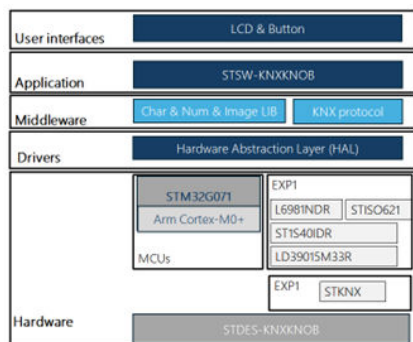 User interfaces
LCD & Button
Application
STSW-KNXKNOB
Middleware
Char & Num & Image LIB
KNX protocol
Drivers
Hardware Abstraction Layer (HAL)
STM32G071
Arm Cortex-M0+
MCUs
EXP1
L6981NDR
STISO621
ST1S40IDR
LD39015M33R
EXP1
STKNX
Hardware
STDES-KNXKNOB